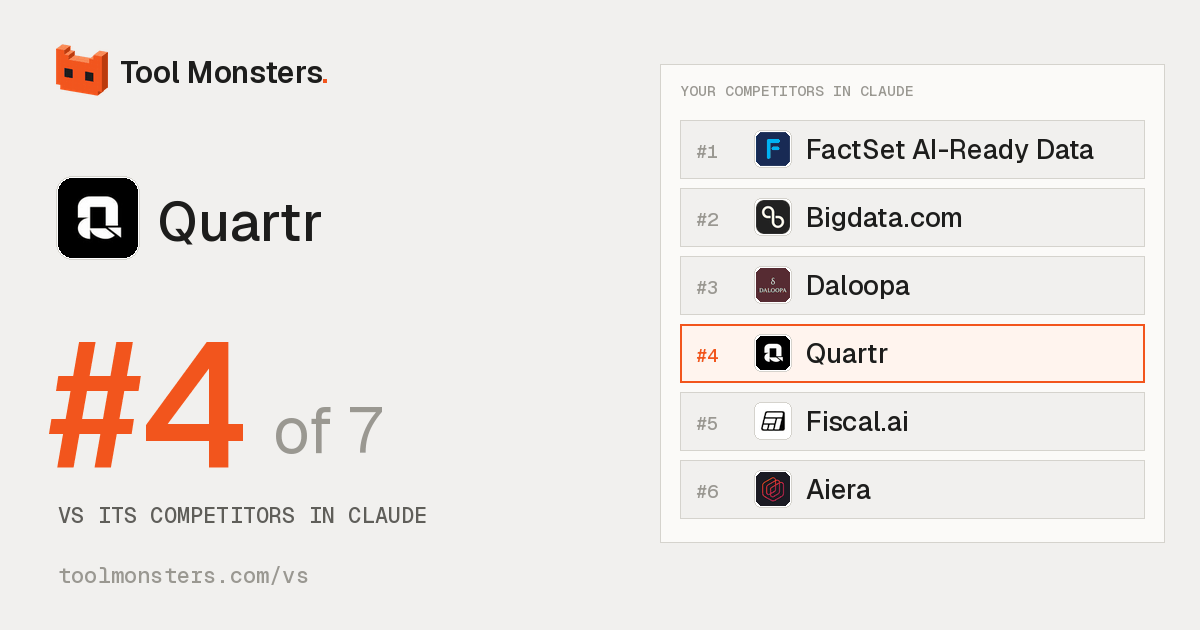 Tool Monsters.
Quartr
#4 of 7
VS ITS COMPETITORS IN CLAUDE
toolmonsters.com/vs
YOUR COMPETITORS IN CLAUDE
#1 FactSet AI-Ready Data
#2 Bigdata.com
#3 DALOOPA Daloopa
#4 Quartr
#5 Fiscal.ai
#6 Aiera